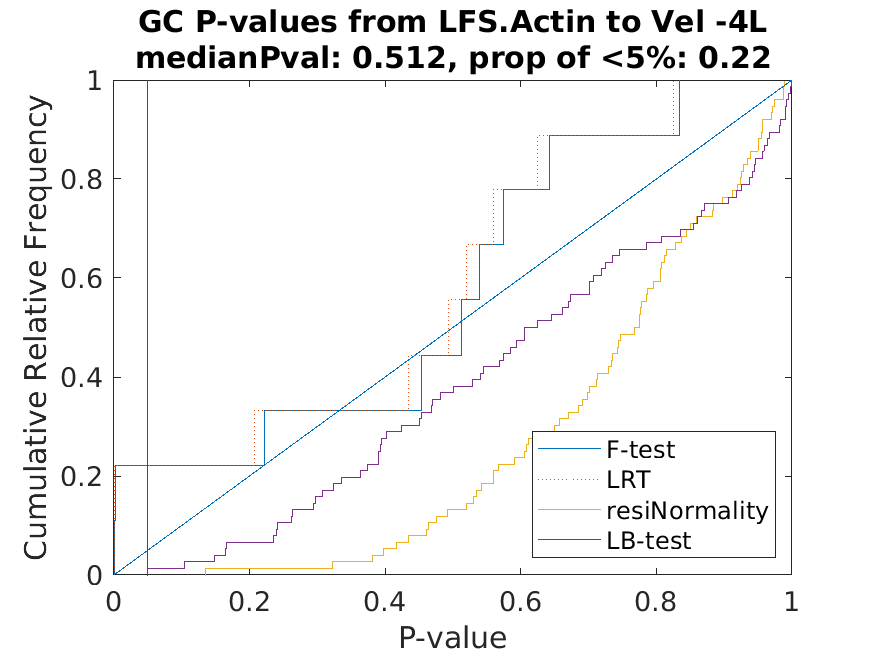 GC P-values from LFS.Actin to Vel -4L
medianPval: 0.512, prop of <5%: 0.22
Cumulative Relative Frequency
1
0.8
0.6
0.4
0.2
0
F-test
LRT
resiNormality
LB-test
0 0.2 0.4 0.6 0.8 1
P-value